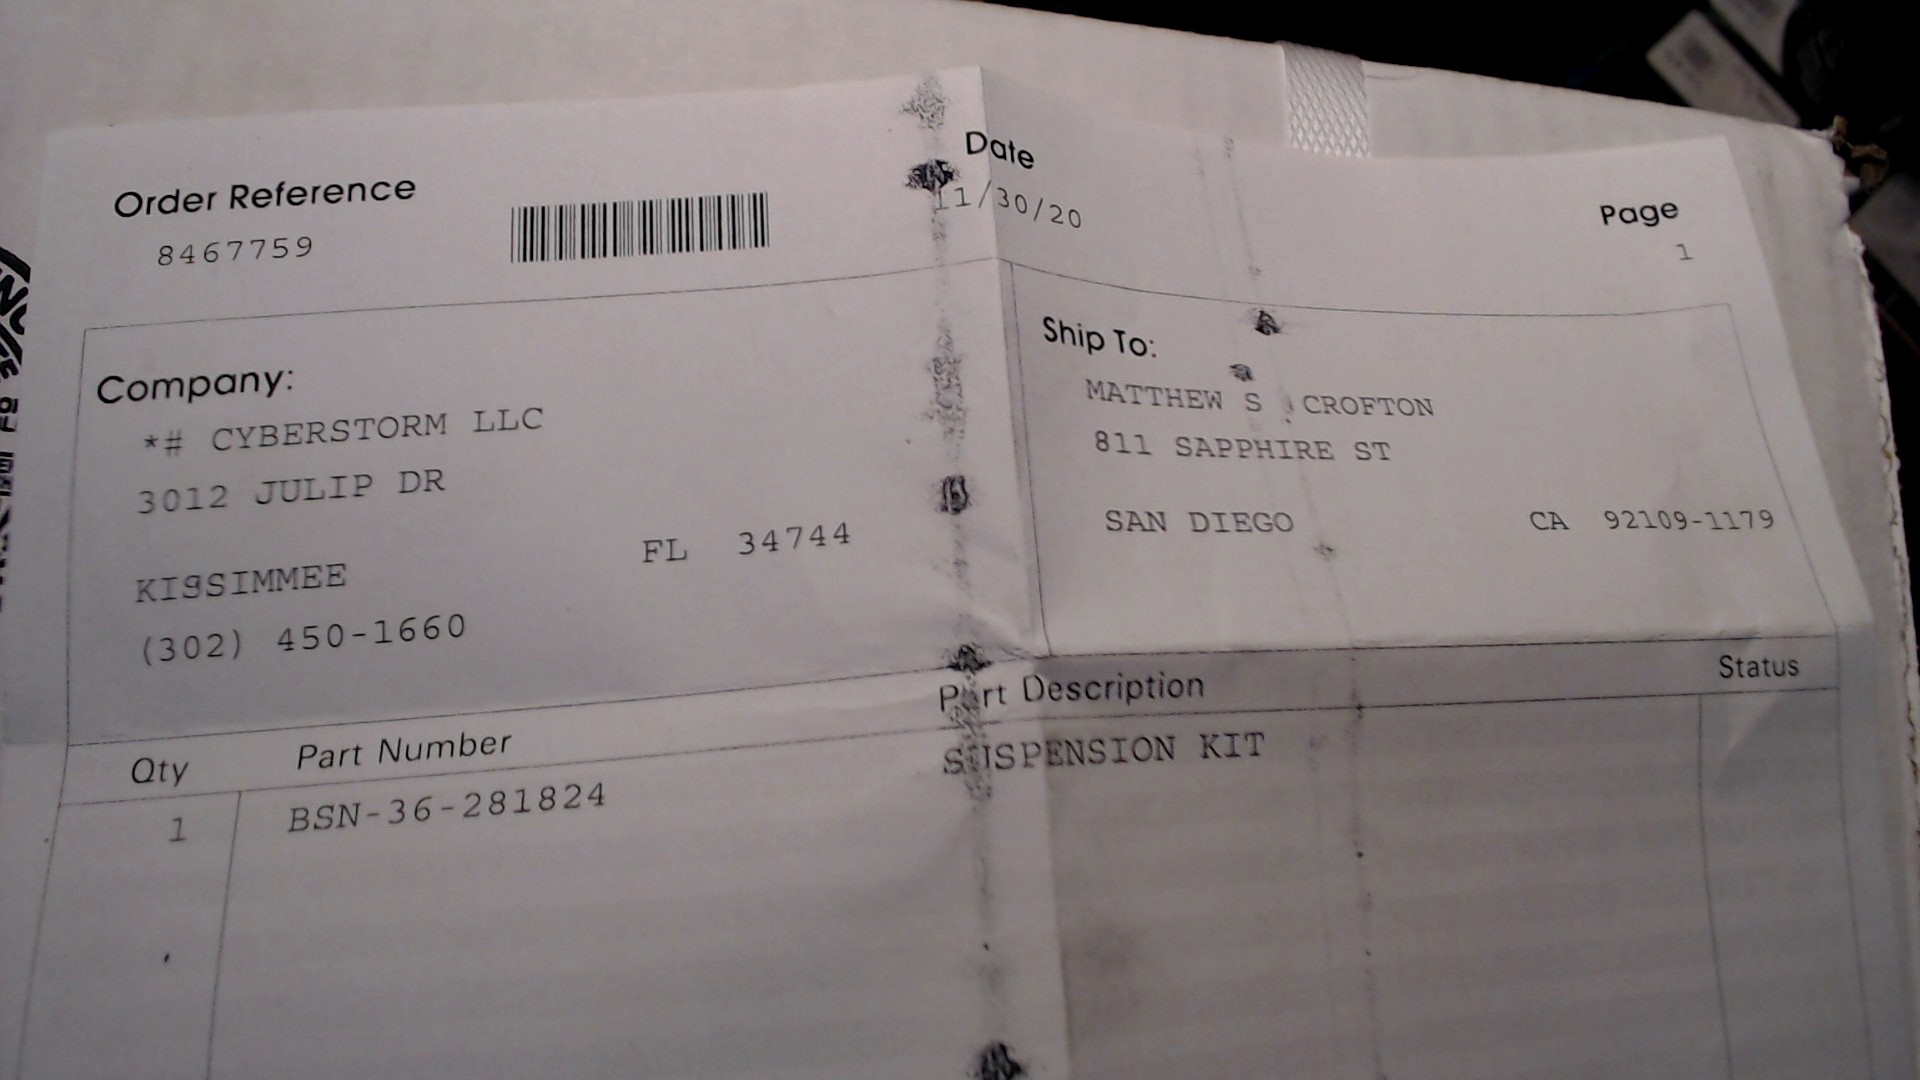 Order Reference
8467759
Date
11/30/20
Page
1
Company:
*# CYBERSTORM LLC
3012 JULIP DR
KISSIMMEE FL 34744
(302) 450-1660
Ship To:
MATTHEW S CROFTON
811 SAPPHIRE ST
SAN DIEGO CA 92109-1179
Qty Part Number Part Description Status
1 BSN-36-281824 SUSPENSION KIT